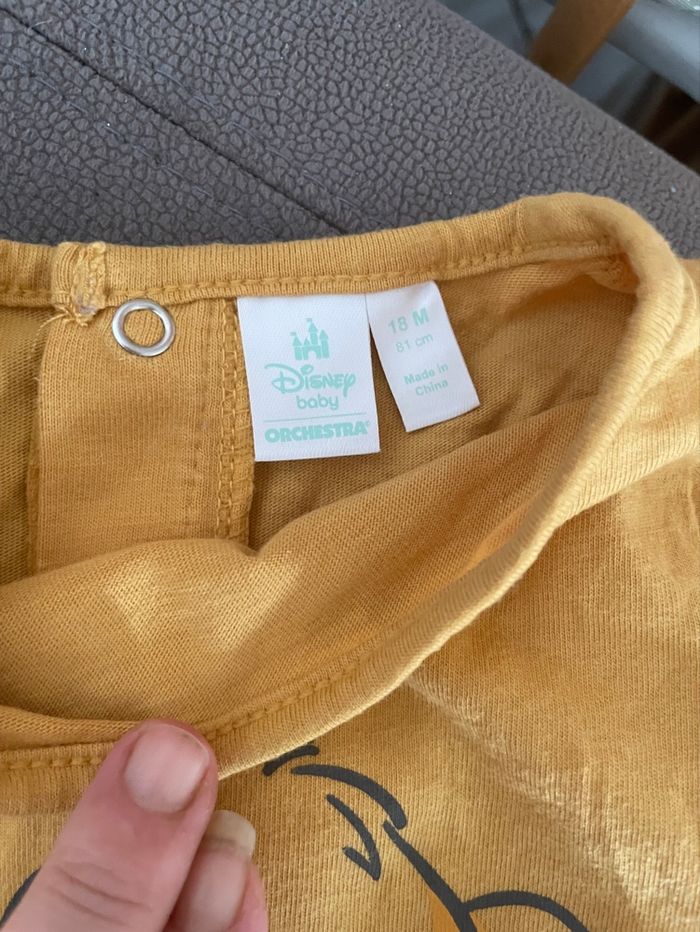 Disney
baby
ORCHESTRA®
18 M
81 cm
Made in
China